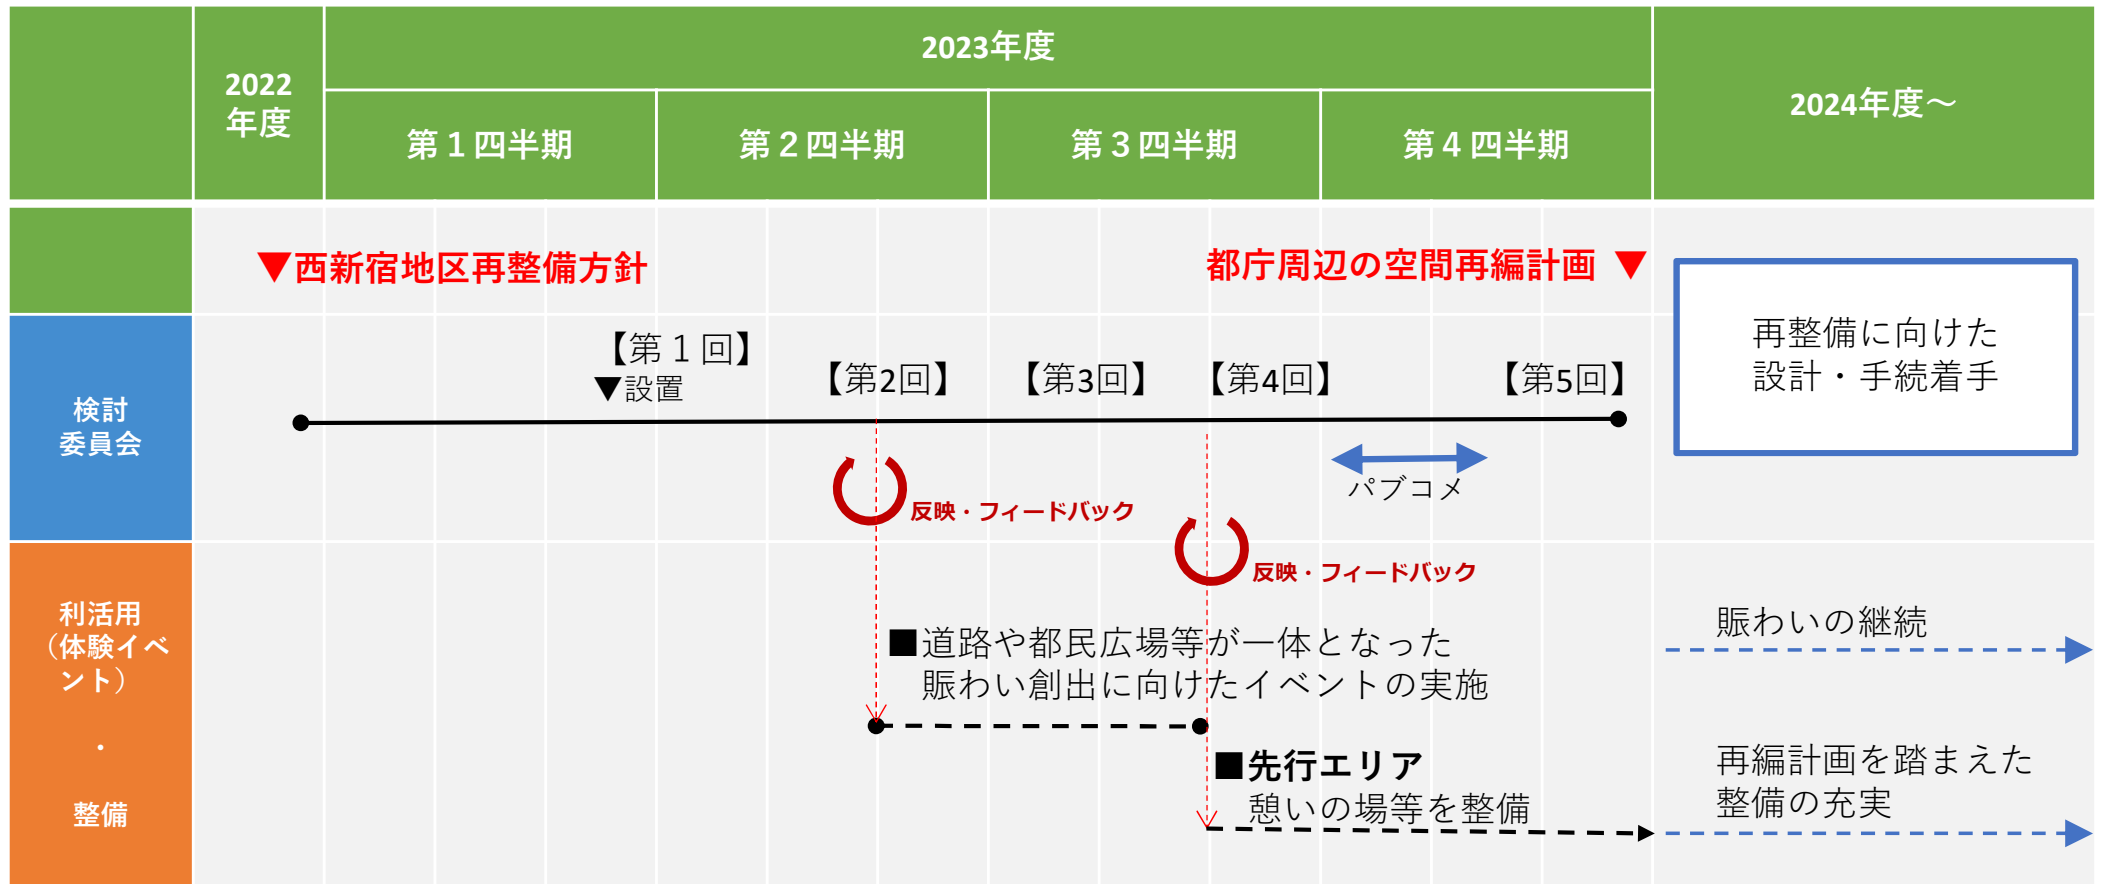 2022
年度
2023年度
2024年度～
第１四半期
第２四半期
第３四半期
第４四半期
▼西新宿地区再整備方針
都庁周辺の空間再編計画 ▼
検討
委員会
【第１回】
▼設置
【第2回】
【第3回】
【第4回】
【第5回】
パブコメ
反映・フィードバック
反映・フィードバック
再整備に向けた
設計・手続着手
利活用
（体験イベ
ント）
・
整備
■道路や都民広場等が一体となった
賑わい創出に向けたイベントの実施
■先行エリア
憩いの場等を整備
賑わいの継続
再編計画を踏まえた
整備の充実